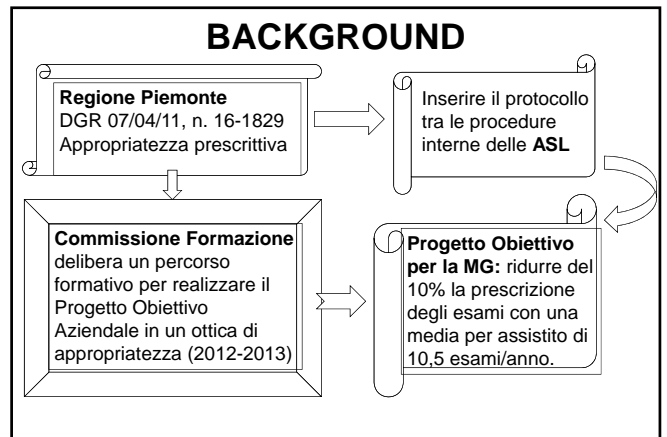 BACKGROUND
Regione Piemonte
DGR 07/04/11, n. 16-1829
Appropriatezza prescrittiva
Inserire il protocollo
tra le procedure
interne delle ASL
Commissione Formazione
delibera un percorso
formativo per realizzare il
Progetto Obiettivo
Aziendale in un ottica di
appropriatezza (2012-2013)
Progetto Obiettivo
per la MG: ridurre del
10% la prescrizione
degli esami con una
media per assistito di
10,5 esami/anno.